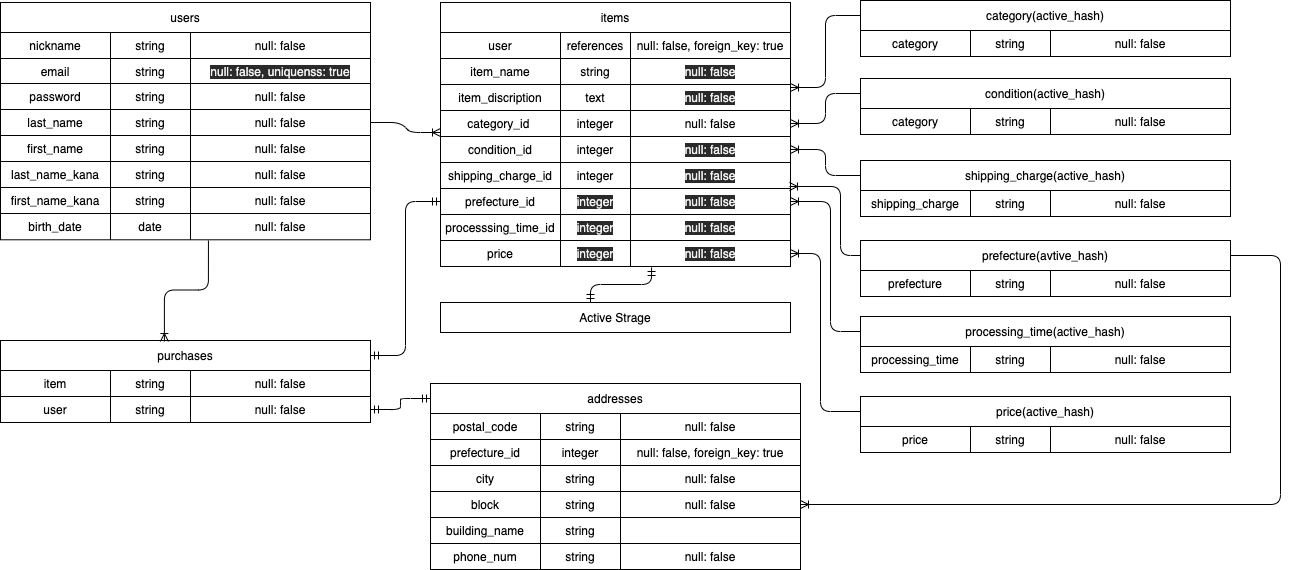 users
nickname string null: false
email string null: false, uniquenss: true
password string null: false
last_name string null: false
first_name string null: false
last_name_kana string null: false
first_name_kana string null: false
birth_date date null: false
items
user references null: false, foreign_key: true
item_name string null: false
item_discription text null: false
category_id integer null: false
condition_id integer null: false
shipping_charge_id integer null: false
prefecture_id integer null: false
processsing_time_id integer null: false
price integer null: false
Active Strage
category(active_hash)
category string null: false
condition(active_hash)
category string null: false
shipping_charge(active_hash)
shipping_charge string null: false
prefecture(avtive_hash)
prefecture string null: false
processing_time(active_hash)
processing_time string null: false
price(active_hash)
price string null: false
purchases
item string null: false
user string null: false
addresses
postal_code string null: false
prefecture_id integer null: false, foreign_key: true
city string null: false
block string null: false
building_name string
phone_num string null: false